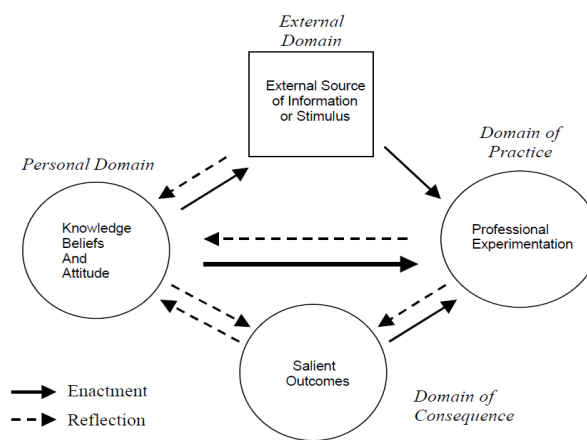 External
Domain
External Source
of Information
or Stimulus
Domain of
Practice
Personal Domain
Knowledge
Beliefs
And
Attitude
Professional
Experimentation
Salient
Outcomes
Enactment
Reflection
Domain of
Consequence